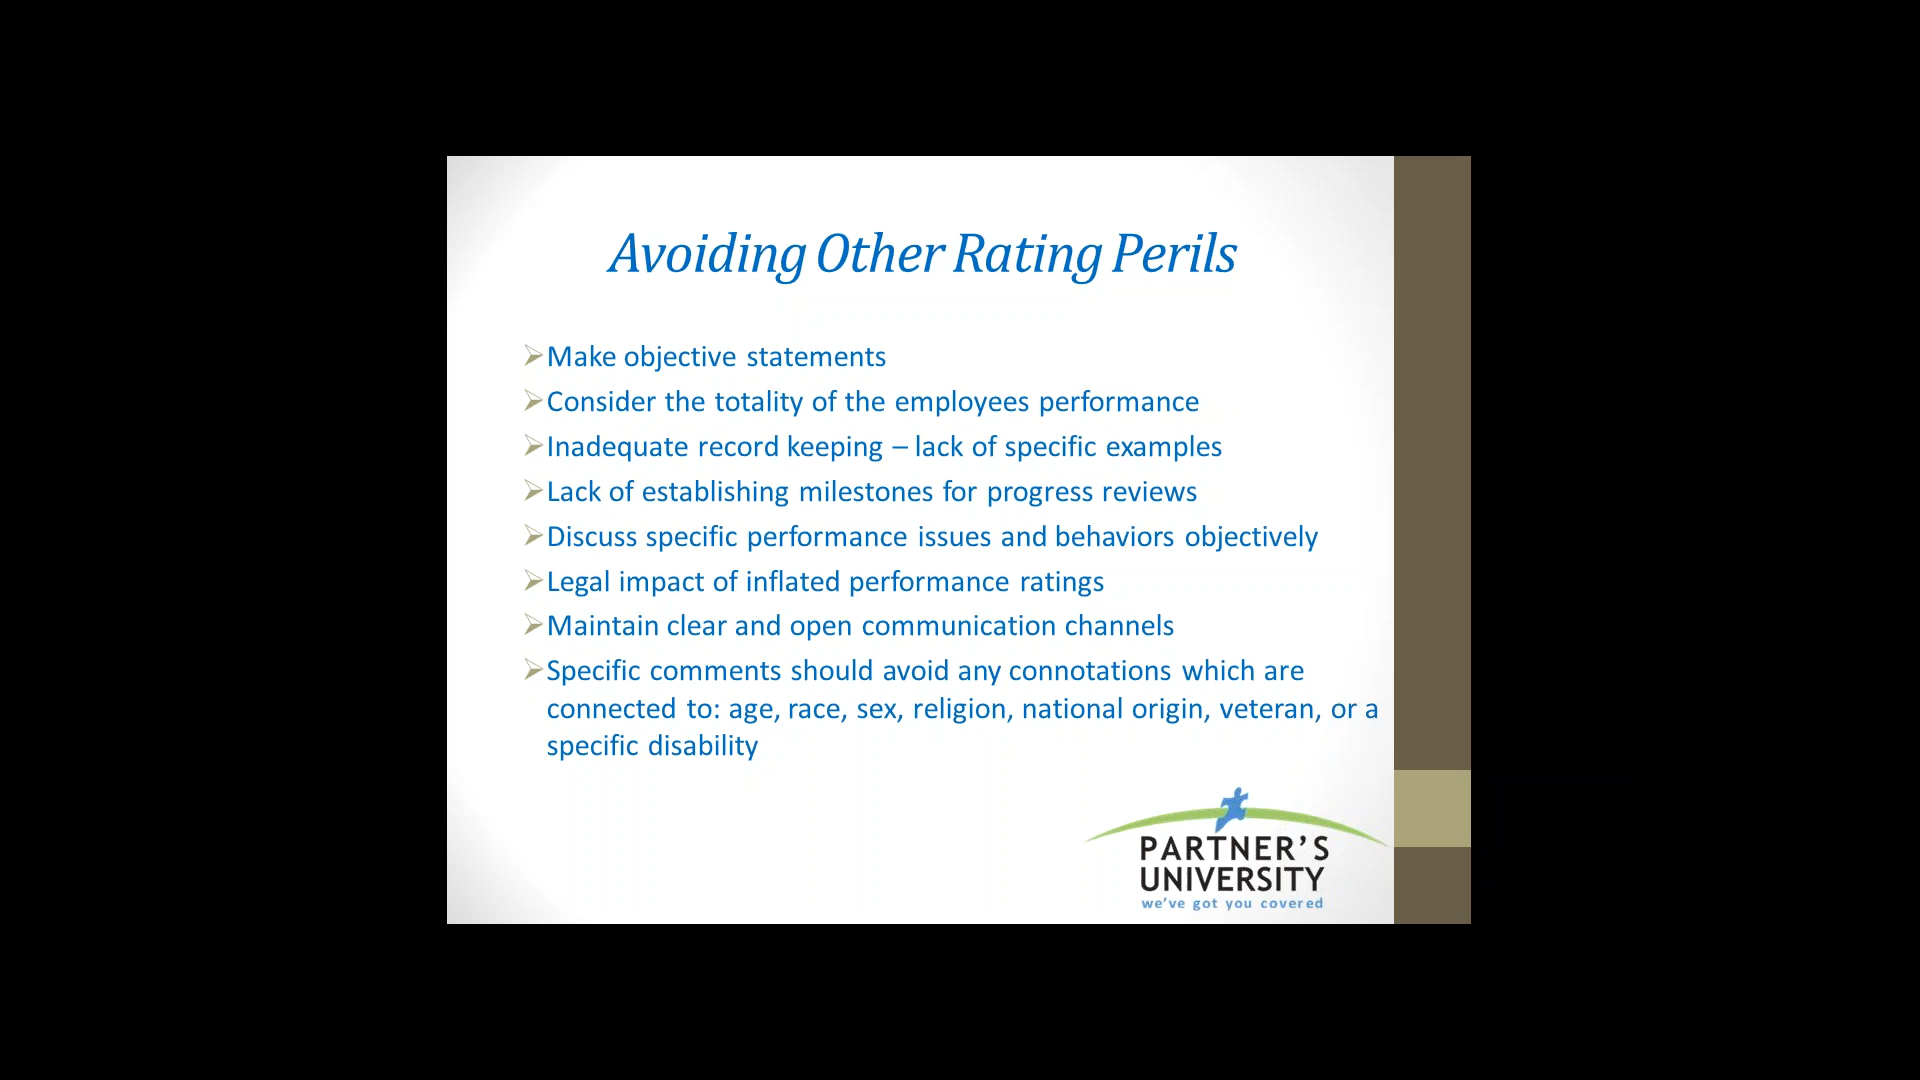 Avoiding Other Rating Perils
Make objective statements
Consider the totality of the employees performance
Inadequate record keeping – lack of specific examples
Lack of establishing milestones for progress reviews
Discuss specific performance issues and behaviors objectively
Legal impact of inflated performance ratings
Maintain clear and open communication channels
Specific comments should avoid any connotations which are
connected to: age, race, sex, religion, national origin, veteran, or a
specific disability
PARTNER’S
UNIVERSITY
we’ve got you covered